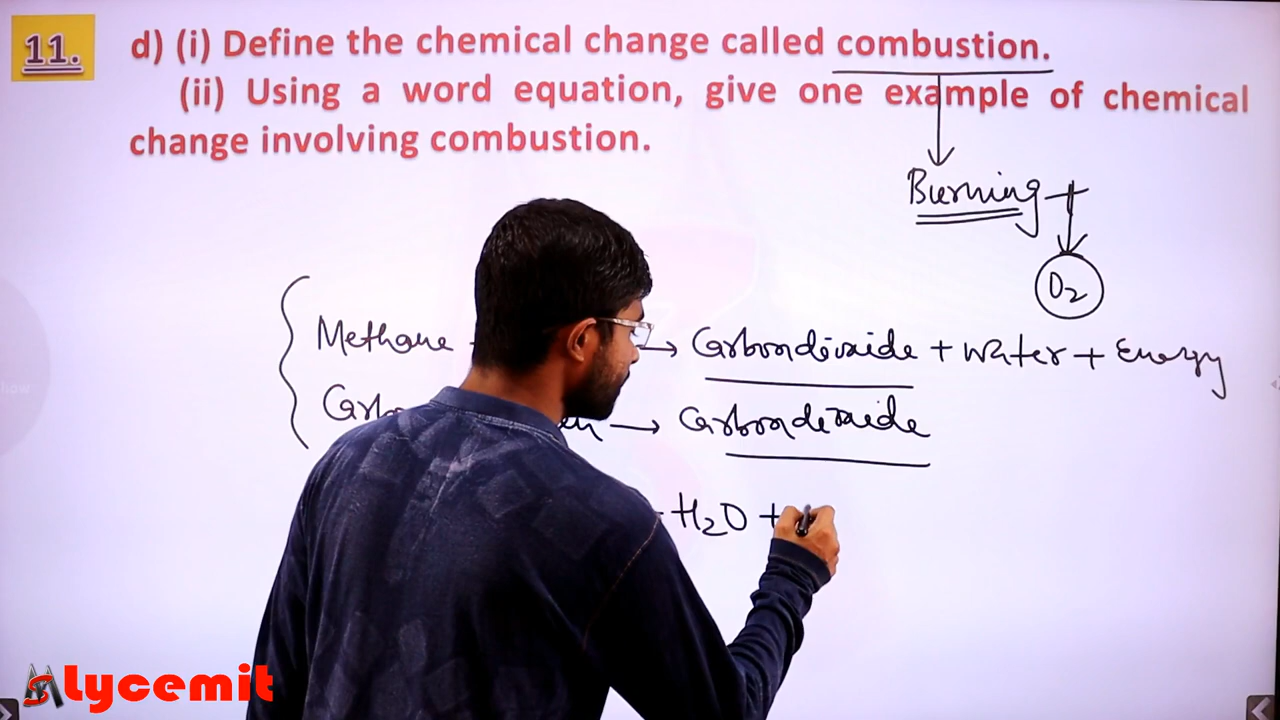 11.
d) (i) Define the chemical change called combustion.
(ii) Using a word equation, give one example of chemical
change involving combustion.
Burning +
O2
Methane → Carbondioxide + Water + Energy
→ Carbondioxide
H2O +
lycemit